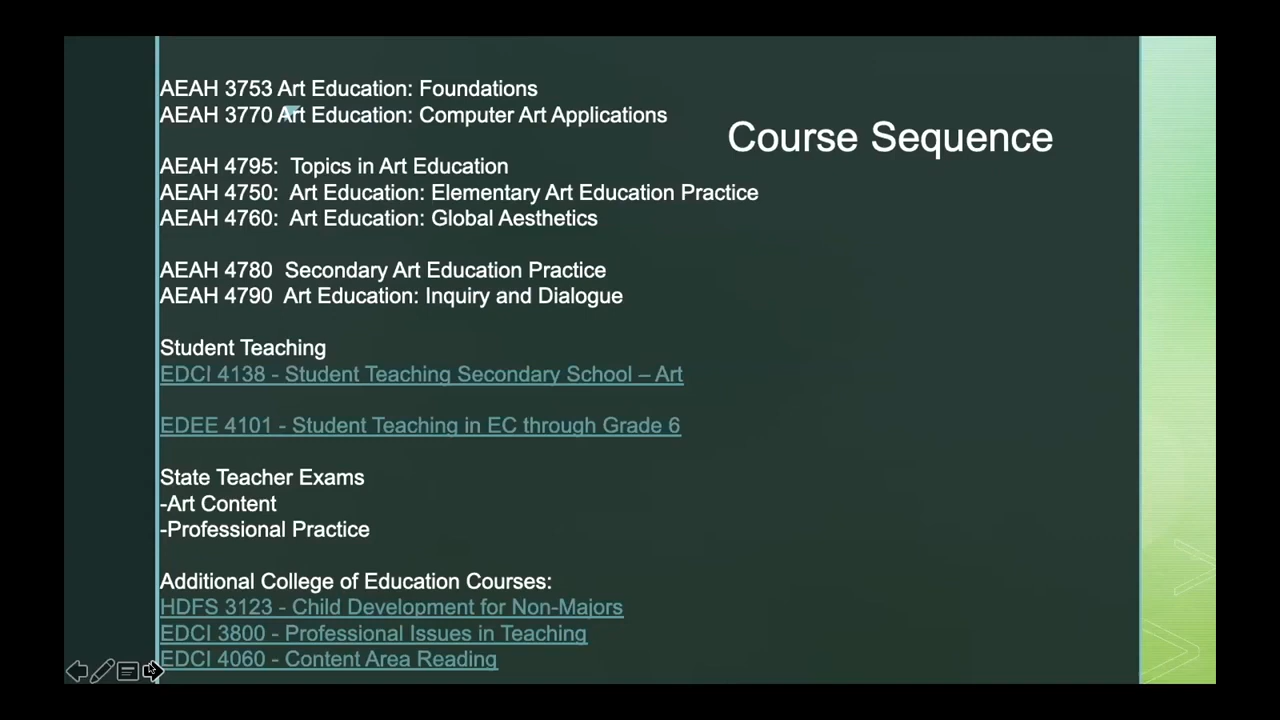 AEAH 3753 Art Education: Foundations
AEAH 3770 Art Education: Computer Art Applications
Course Sequence
AEAH 4795:  Topics in Art Education
AEAH 4750:  Art Education: Elementary Art Education Practice
AEAH 4760:  Art Education: Global Aesthetics
AEAH 4780  Secondary Art Education Practice
AEAH 4790  Art Education: Inquiry and Dialogue
Student Teaching
EDCI 4138 - Student Teaching Secondary School – Art
EDEE 4101 - Student Teaching in EC through Grade 6
State Teacher Exams
-Art Content
-Professional Practice
Additional College of Education Courses:
HDFS 3123 - Child Development for Non-Majors
EDCI 3800 - Professional Issues in Teaching
EDCI 4060 - Content Area Reading